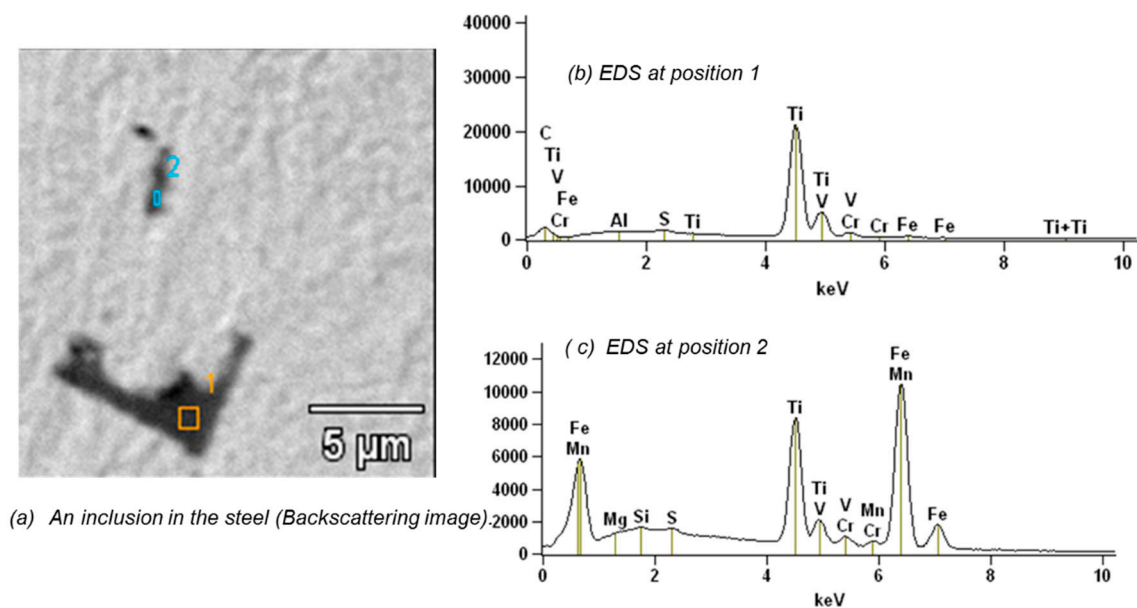 2
1
5 µm
(a) An inclusion in the steel (Backscattering image).
(b) EDS at position 1
40000
30000
20000
10000
0
C
Ti
V
Fe
Cr
Al
S
Ti
Ti
Ti
V
V
Cr
Cr
Fe
Fe
Ti+Ti
0 2 4 6 8 10
keV
( c) EDS at position 2
12000
10000
8000
6000
4000
2000
0
Fe
Mn
Mg
Si
S
Ti
Ti
V
V
Cr
Mn
Cr
Fe
Mn
Fe
0 2 4 6 8 10
keV